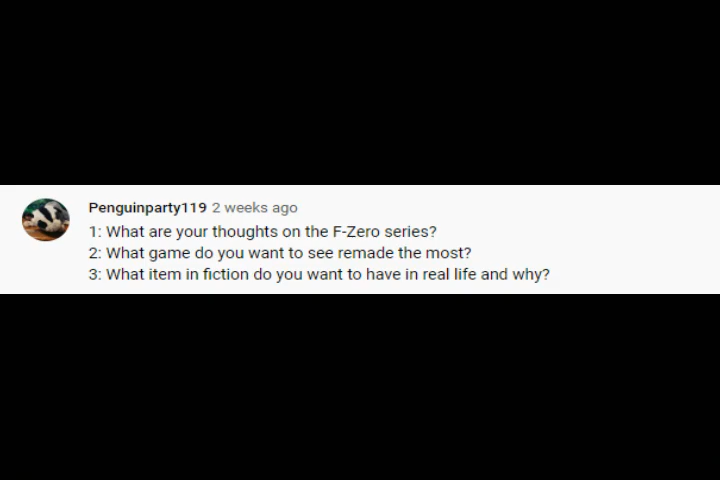 Penguinparty119 2 weeks ago
1: What are your thoughts on the F-Zero series?
2: What game do you want to see remade the most?
3: What item in fiction do you want to have in real life and why?